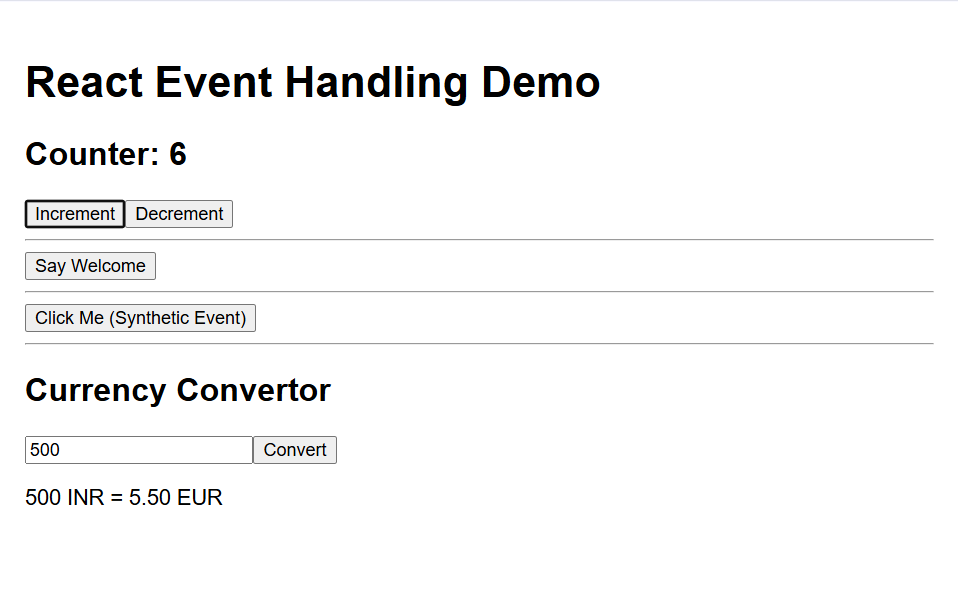 React Event Handling Demo
Counter: 6
Increment Decrement
Say Welcome
Click Me (Synthetic Event)
Currency Convertor
500 Convert
500 INR = 5.50 EUR